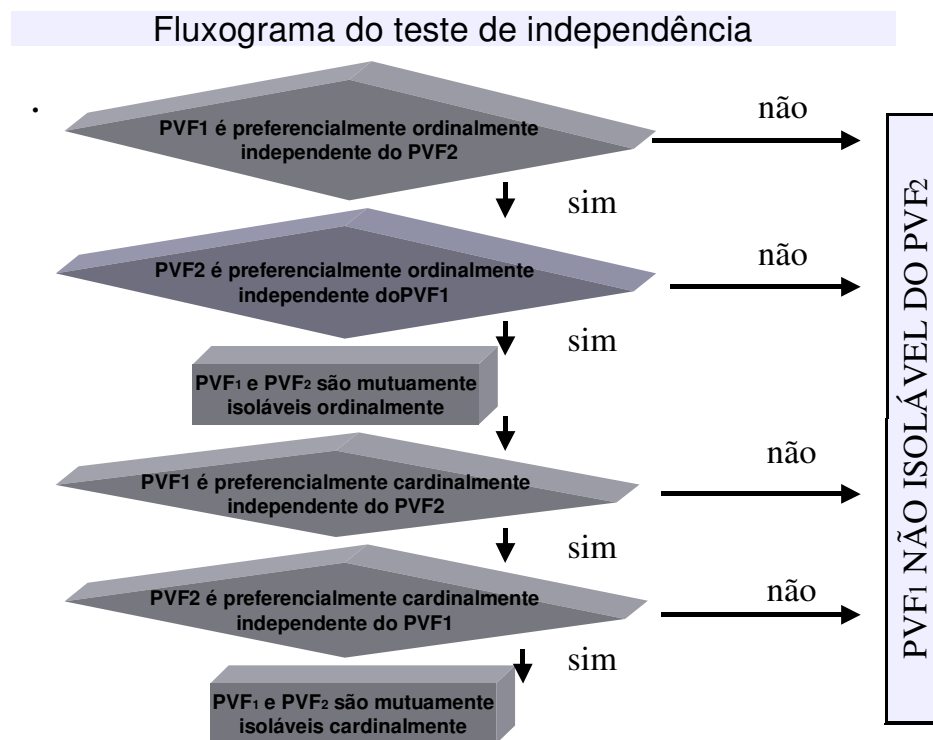 Fluxograma do teste de independência
.
PVF1 é preferencialmente ordinalmente
independente do PVF2
não
sim
PVF2 é preferencialmente ordinalmente
independente doPVF1
não
sim
PVF1 e PVF2 são mutuamente
isoláveis ordinalmente
PVF1 é preferencialmente cardinalmente
independente do PVF2
não
sim
PVF2 é preferencialmente cardinalmente
independente do PVF1
não
sim
PVF1 e PVF2 são mutuamente
isoláveis cardinalmente
PVF1 NÃO ISOLÁVEL DO PVF2